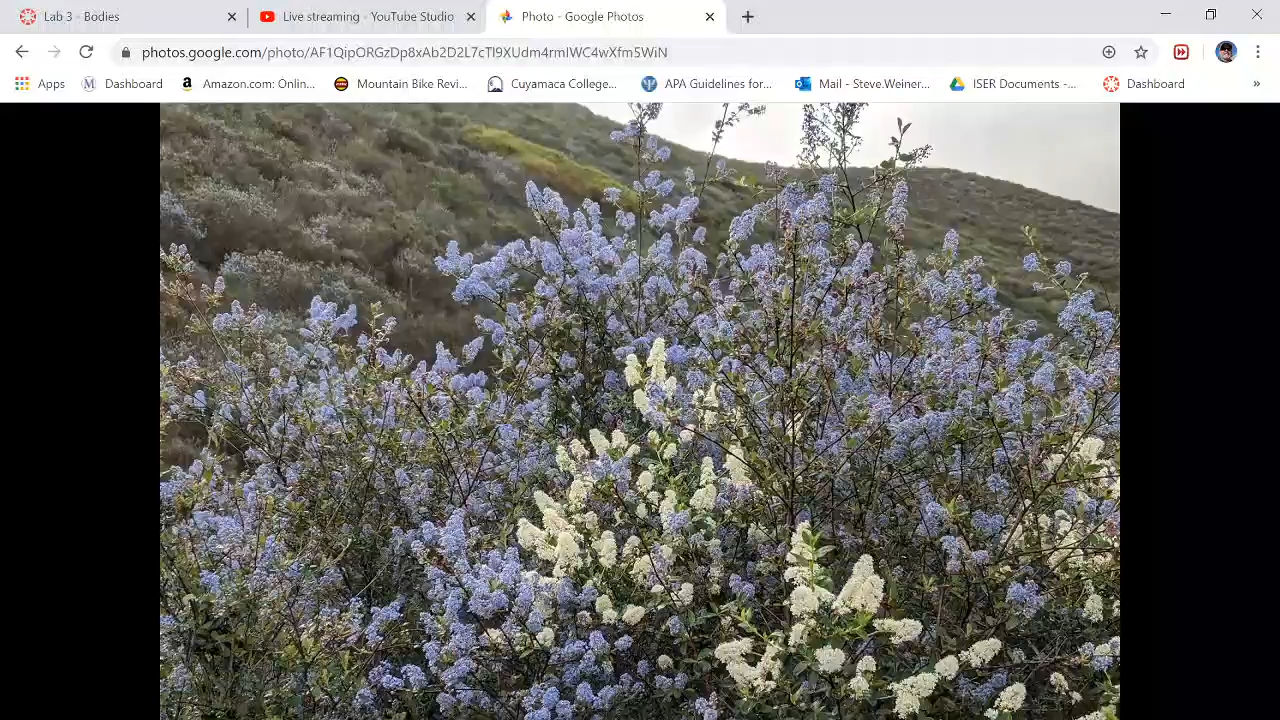 Lab 3 - Bodies
Live streaming - YouTube Studio
Photo - Google Photos
photos.google.com/photo/AF1QipORGzDp8xAb2D2L7cTl9XUdm4rmIWC4wXfm5WiN
Apps
Dashboard
Amazon.com: Onlin...
Mountain Bike Revi...
Cuyamaca College...
APA Guidelines for...
Mail - Steve.Weiner...
ISER Documents -...
Dashboard